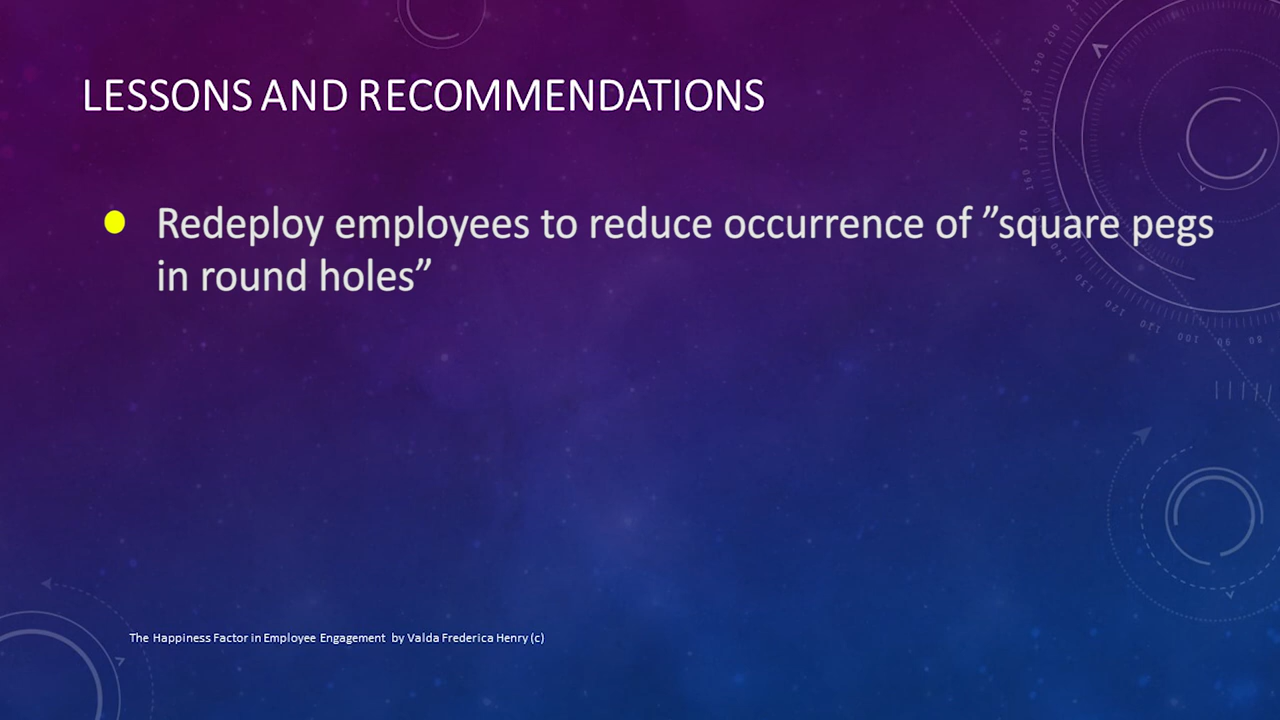 LESSONS AND RECOMMENDATIONS
Redeploy employees to reduce occurrence of ”square pegs
in round holes”
The Happiness Factor in Employee Engagement by Valda Frederica Henry (c)